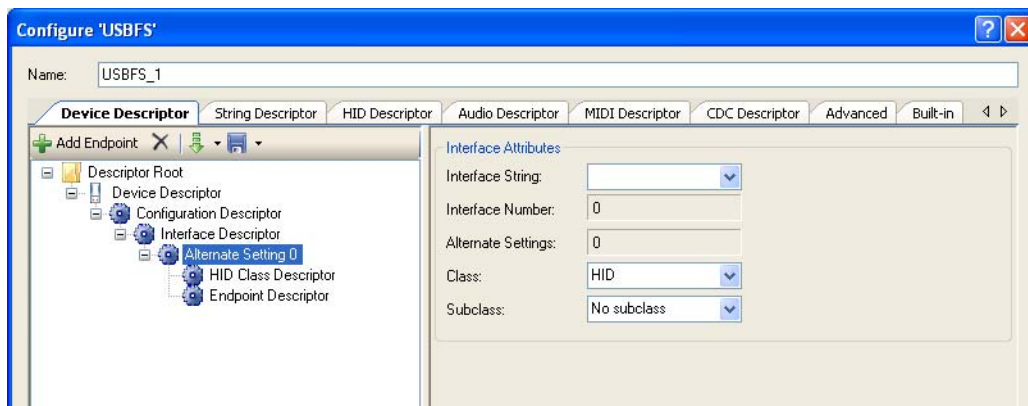 Configure 'USBFS'
Name: USBFS_1
Device Descriptor String Descriptor HID Descriptor Audio Descriptor MIDI Descriptor CDC Descriptor Advanced Built-in
Add Endpoint
Descriptor Root
Device Descriptor
Configuration Descriptor
Interface Descriptor
Alternate Setting 0
HID Class Descriptor
Endpoint Descriptor
Interface Attributes
Interface String:
Interface Number: 0
Alternate Settings: 0
Class: HID
Subclass: No subclass